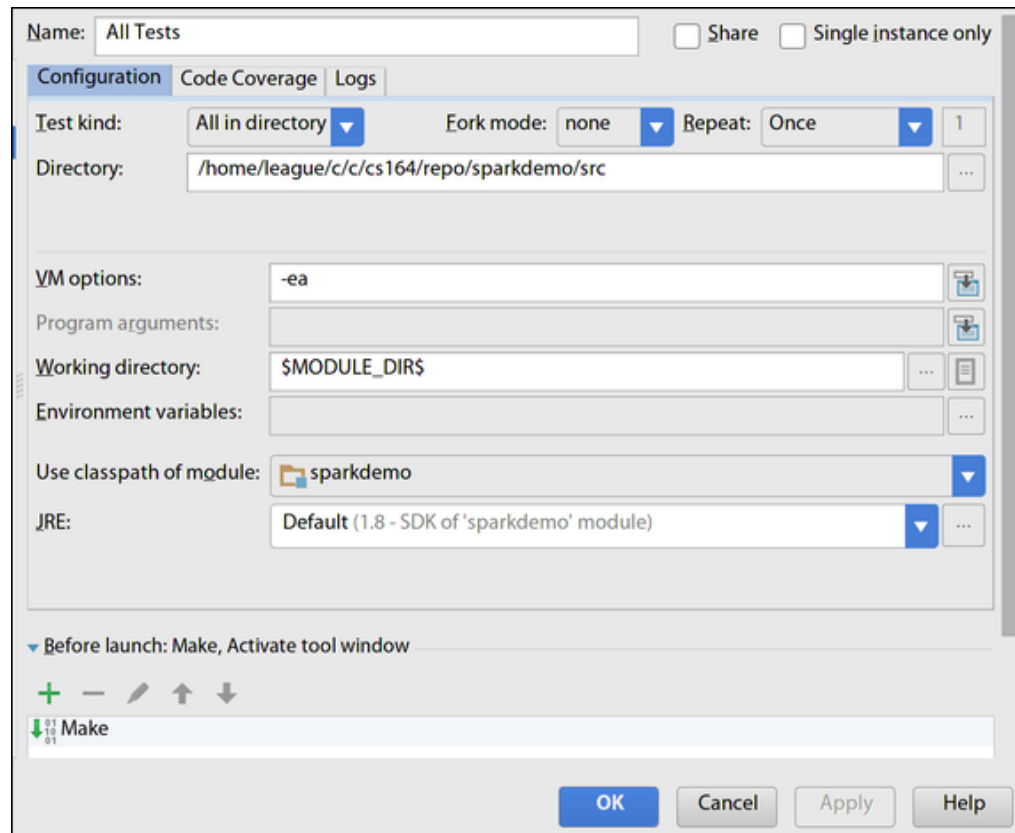 Name: All Tests Share Single instance only
Configuration Code Coverage Logs
Test kind: All in directory Fork mode: none Repeat: Once 1
Directory: /home/league/c/c/cs164/repo/sparkdemo/src ...
VM options: -ea
Program arguments:
Working directory: $MODULE_DIR$ ...
Environment variables: ...
Use classpath of module: sparkdemo
JRE: Default (1.8 - SDK of 'sparkdemo' module) ...
Before launch: Make, Activate tool window
Make
OK Cancel Apply Help